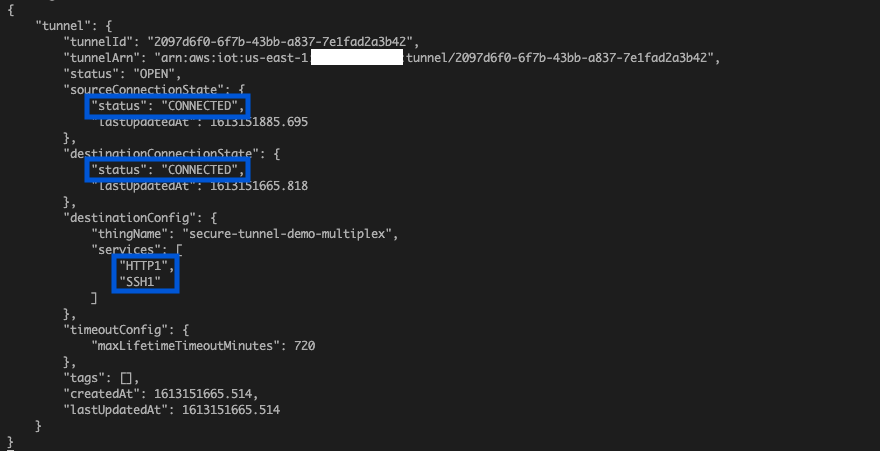 {
"tunnel": {
"tunnelId": "2097d6f0-6f7b-43bb-a837-7e1fad2a3b42",
"tunnelArn": "arn:aws:iot:us-east-1: :tunnel/2097d6f0-6f7b-43bb-a837-7e1fad2a3b42",
"status": "OPEN",
"sourceConnectionState": {
"status": "CONNECTED",
"lastUpdatedAt": 1613151885.695
},
"destinationConnectionState": {
"status": "CONNECTED",
"lastUpdatedAt": 1613151665.818
},
"destinationConfig": {
"thingName": "secure-tunnel-demo-multiplex",
"services": [
"HTTP1",
"SSH1"
]
},
"timeoutConfig": {
"maxLifetimeTimeoutMinutes": 720
},
"tags": [],
"createdAt": 1613151665.514,
"lastUpdatedAt": 1613151665.514
}
}